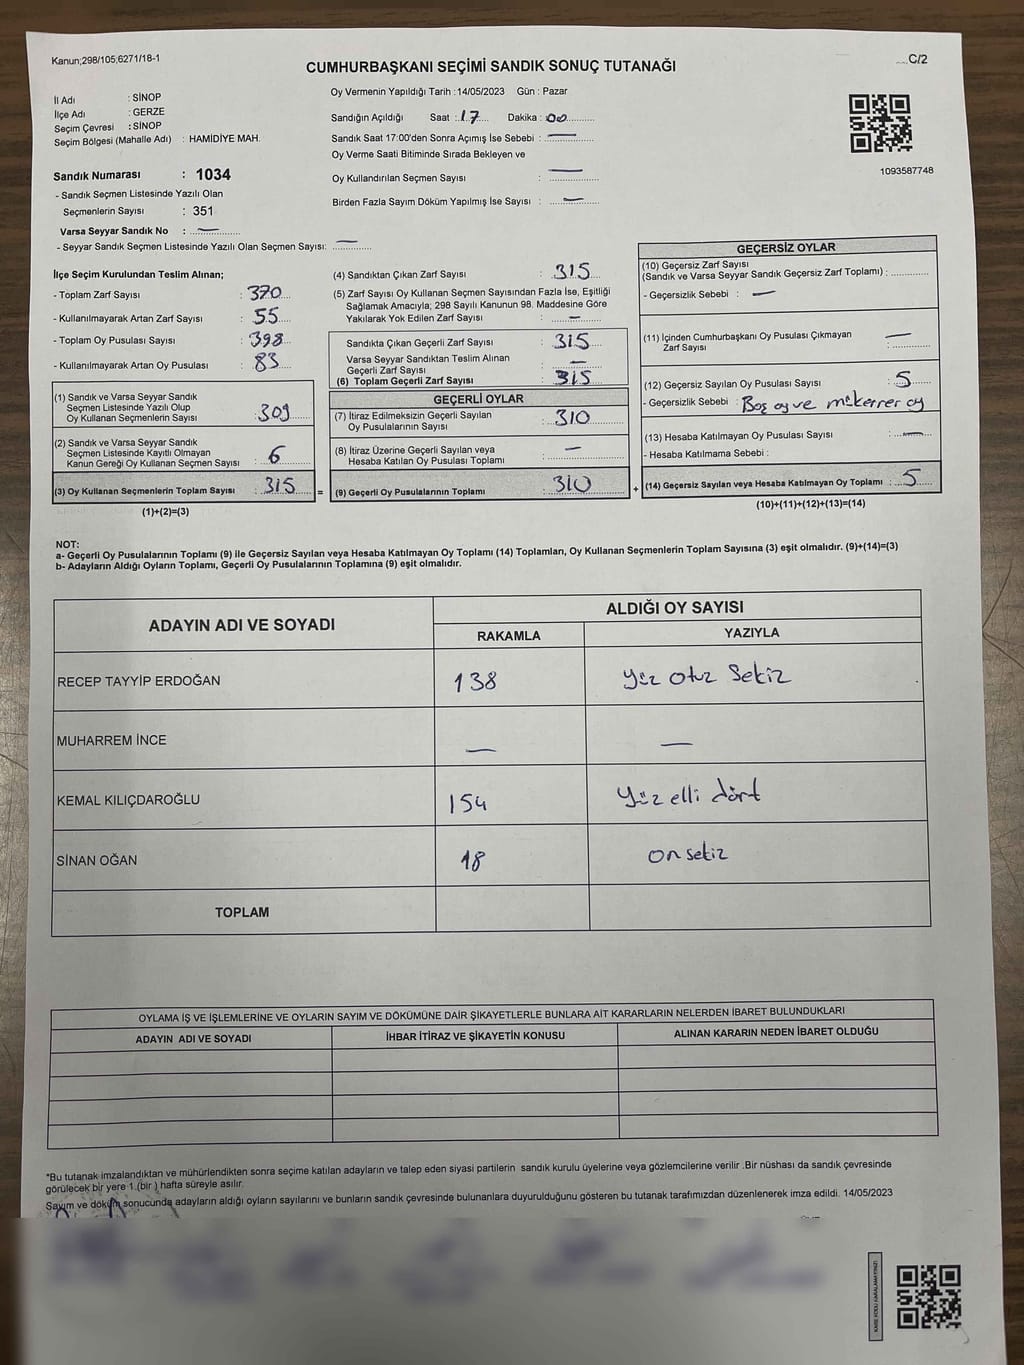 Kanun;298/105;6271/18-1
C/2
CUMHURBAŞKANI SEÇİMİ SANDIK SONUÇ TUTANAĞI
İl Adı : SİNOP
İlçe Adı : GERZE
Seçim Çevresi : SİNOP
Seçim Bölgesi (Mahalle Adı) : HAMİDİYE MAH.
Oy Vermenin Yapıldığı Tarih :14/05/2023 Gün : Pazar
Sandığın Açıldığı Saat :.17.... Dakika : 00..........
Sandık Saat 17:00'den Sonra Açımış İse Sebebi : —
Oy Verme Saati Bitiminde Sırada Bekleyen ve
Oy Kullandırılan Seçmen Sayısı : —
Birden Fazla Sayım Döküm Yapılmış İse Sayısı : —
1093587748
Sandık Numarası : 1034
- Sandık Seçmen Listesinde Yazılı Olan
Seçmenlerin Sayısı : 351
Varsa Seyyar Sandık No : —
- Seyyar Sandık Seçmen Listesinde Yazılı Olan Seçmen Sayısı: —
İlçe Seçim Kurulundan Teslim Alınan;
- Toplam Zarf Sayısı : 370
- Kullanılmayarak Artan Zarf Sayısı : 55
- Toplam Oy Pusulası Sayısı : 398
- Kullanılmayarak Artan Oy Pusulası : 83
(1) Sandık ve Varsa Seyyar Sandık
Seçmen Listesinde Yazılı Olup
Oy Kullanan Seçmenlerin Sayısı : 309
(2) Sandık ve Varsa Seyyar Sandık
Seçmen Listesinde Kayıtlı Olmayan
Kanun Gereği Oy Kullanan Seçmen Sayısı : 6
(3) Oy Kullanan Seçmenlerin Toplam Sayısı : 315 =
(1)+(2)=(3)
(4) Sandıktan Çıkan Zarf Sayısı : 315
(5) Zarf Sayısı Oy Kullanan Seçmen Sayısından Fazla İse, Eşitliği
Sağlamak Amacıyla; 298 Sayılı Kanunun 98. Maddesine Göre
Yakılarak Yok Edilen Zarf Sayısı : —
Sandıkta Çıkan Geçerli Zarf Sayısı : 315
Varsa Seyyar Sandıktan Teslim Alınan
Geçerli Zarf Sayısı : —
(6) Toplam Geçerli Zarf Sayısı : 315
GEÇERLİ OYLAR
(7) İtiraz Edilmeksizin Geçerli Sayılan
Oy Pusulalarının Sayısı : 310
(8) İtiraz Üzerine Geçerli Sayılan veya
Hesaba Katılan Oy Pusulası Toplamı : —
(9) Geçerli Oy Pusulalarının Toplamı : 310 +
GEÇERSİZ OYLAR
(10) Geçersiz Zarf Sayısı
(Sandık ve Varsa Seyyar Sandık Geçersiz Zarf Toplamı) : ............
- Geçersizlik Sebebi : —
(11) İçinden Cumhurbaşkanı Oy Pusulası Çıkmayan
Zarf Sayısı : —
(12) Geçersiz Sayılan Oy Pusulası Sayısı : 5
- Geçersizlik Sebebi : Boş oy ve mükerrer oy
(13) Hesaba Katılmayan Oy Pusulası Sayısı : —
- Hesaba Katılmama Sebebi :
(14) Geçersiz Sayılan veya Hesaba Katılmayan Oy Toplamı : 5
(10)+(11)+(12)+(13)=(14)
NOT:
a- Geçerli Oy Pusulalarının Toplamı (9) ile Geçersiz Sayılan veya Hesaba Katılmayan Oy Toplamı (14) Toplamları, Oy Kullanan Seçmenlerin Toplam Sayısına (3) eşit olmalıdır. (9)+(14)=(3)
b- Adayların Aldığı Oyların Toplamı, Geçerli Oy Pusulalarının Toplamına (9) eşit olmalıdır.
ADAYIN ADI VE SOYADI
ALDIĞI OY SAYISI
RAKAMLA YAZIYLA
RECEP TAYYİP ERDOĞAN 138 Yüz Otuz Sekiz
MUHARREM İNCE — —
KEMAL KILIÇDAROĞLU 154 Yüz elli dört
SİNAN OĞAN 18 Onsekiz
TOPLAM
OYLAMA İŞ VE İŞLEMLERİNE VE OYLARIN SAYIM VE DÖKÜMÜNE DAİR ŞİKAYETLERLE BUNLARA AİT KARARLARIN NELERDEN İBARET BULUNDUKLARI
ADAYIN ADI VE SOYADI İHBAR İTİRAZ VE ŞİKAYETİN KONUSU ALINAN KARARIN NEDEN İBARET OLDUĞU
*Bu tutanak imzalandıktan ve mühürlendikten sonra seçime katılan adayların ve talep eden siyasi partilerin sandık kurulu üyelerine veya gözlemcilerine verilir .Bir nüshası da sandık çevresinde
görülecek bir yere 1 (bir ) hafta süreyle asılır.
Sayım ve döküm sonucunda adayların aldığı oyların sayılarını ve bunların sandık çevresinde bulunanlara duyurulduğunu gösteren bu tutanak tarafımızdan düzenlenerek imza edildi. 14/05/2023